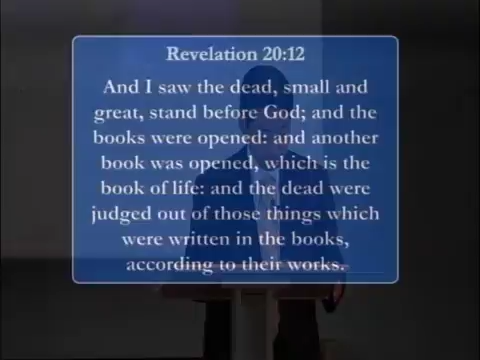 Revelation 20:12
And I saw the dead, small and
great, stand before God; and the
books were opened: and another
book was opened, which is the
book of life: and the dead were
judged out of those things which
were written in the books,
according to their works.